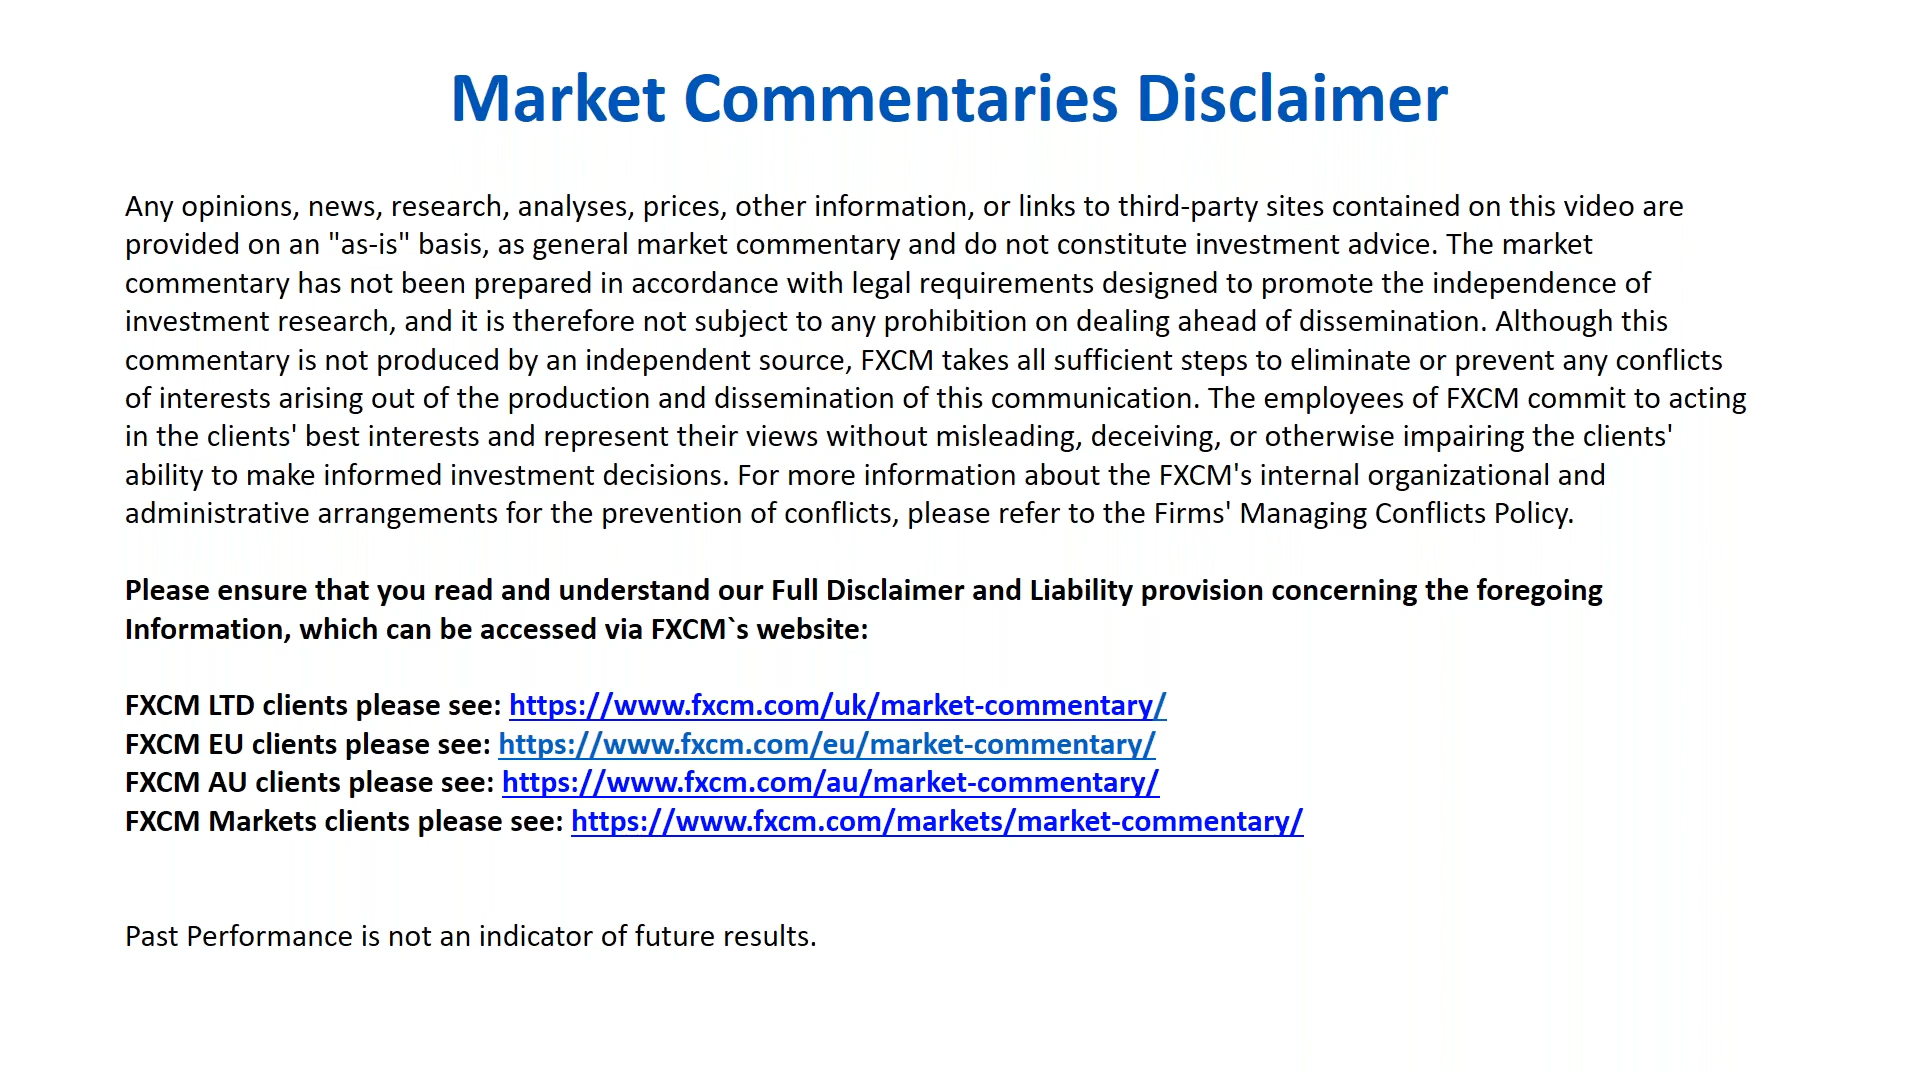 Market Commentaries Disclaimer
Any opinions, news, research, analyses, prices, other information, or links to third-party sites contained on this video are
provided on an "as-is" basis, as general market commentary and do not constitute investment advice. The market
commentary has not been prepared in accordance with legal requirements designed to promote the independence of
investment research, and it is therefore not subject to any prohibition on dealing ahead of dissemination. Although this
commentary is not produced by an independent source, FXCM takes all sufficient steps to eliminate or prevent any conflicts
of interests arising out of the production and dissemination of this communication. The employees of FXCM commit to acting
in the clients' best interests and represent their views without misleading, deceiving, or otherwise impairing the clients'
ability to make informed investment decisions. For more information about the FXCM's internal organizational and
administrative arrangements for the prevention of conflicts, please refer to the Firms' Managing Conflicts Policy.
Please ensure that you read and understand our Full Disclaimer and Liability provision concerning the foregoing
Information, which can be accessed via FXCM`s website:
FXCM LTD clients please see: https://www.fxcm.com/uk/market-commentary/
FXCM EU clients please see: https://www.fxcm.com/eu/market-commentary/
FXCM AU clients please see: https://www.fxcm.com/au/market-commentary/
FXCM Markets clients please see: https://www.fxcm.com/markets/market-commentary/
Past Performance is not an indicator of future results.